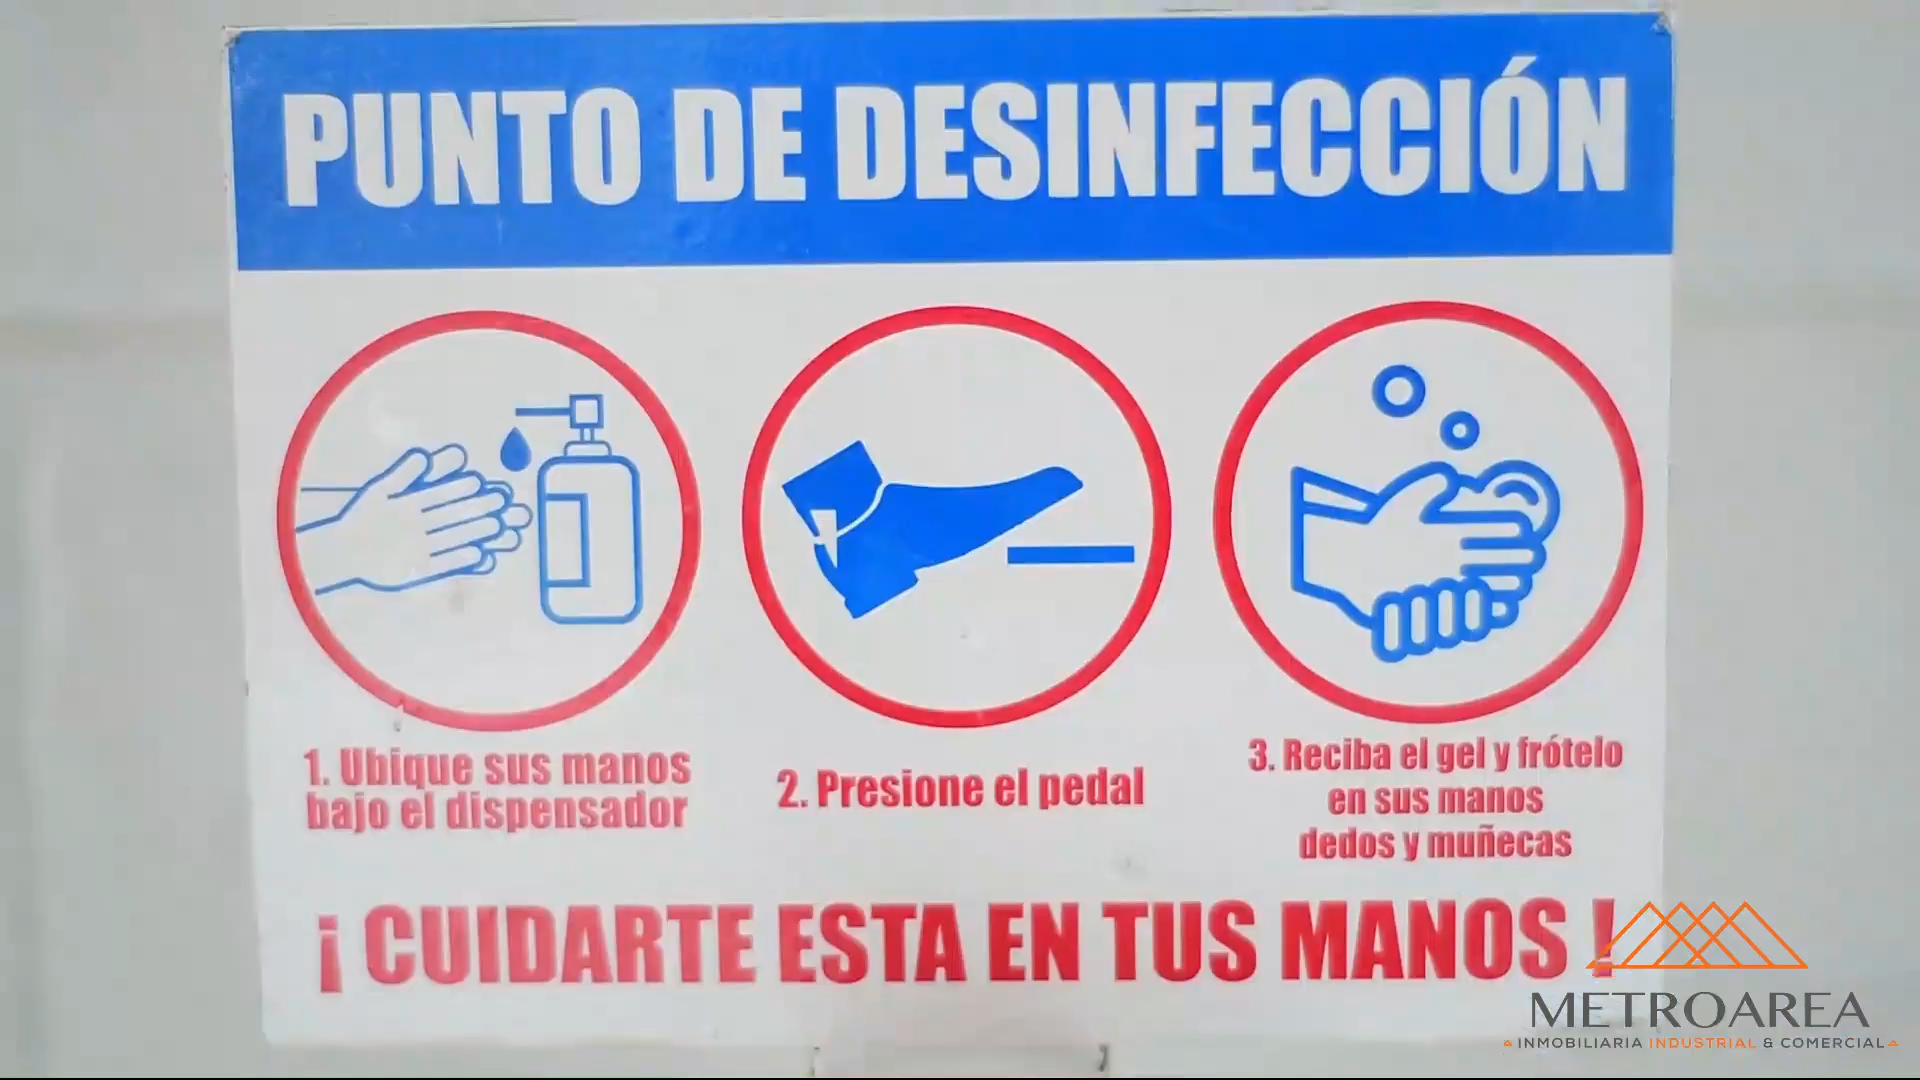 PUNTO DE DESINFECCIÓN
1. Ubique sus manos
bajo el dispensador
2. Presione el pedal
3. Reciba el gel y frótelo
en sus manos
dedos y muñecas
¡ CUIDARTE ESTA EN TUS MANOS !
METROAREA
INMOBILIARIA INDUSTRIAL & COMERCIAL